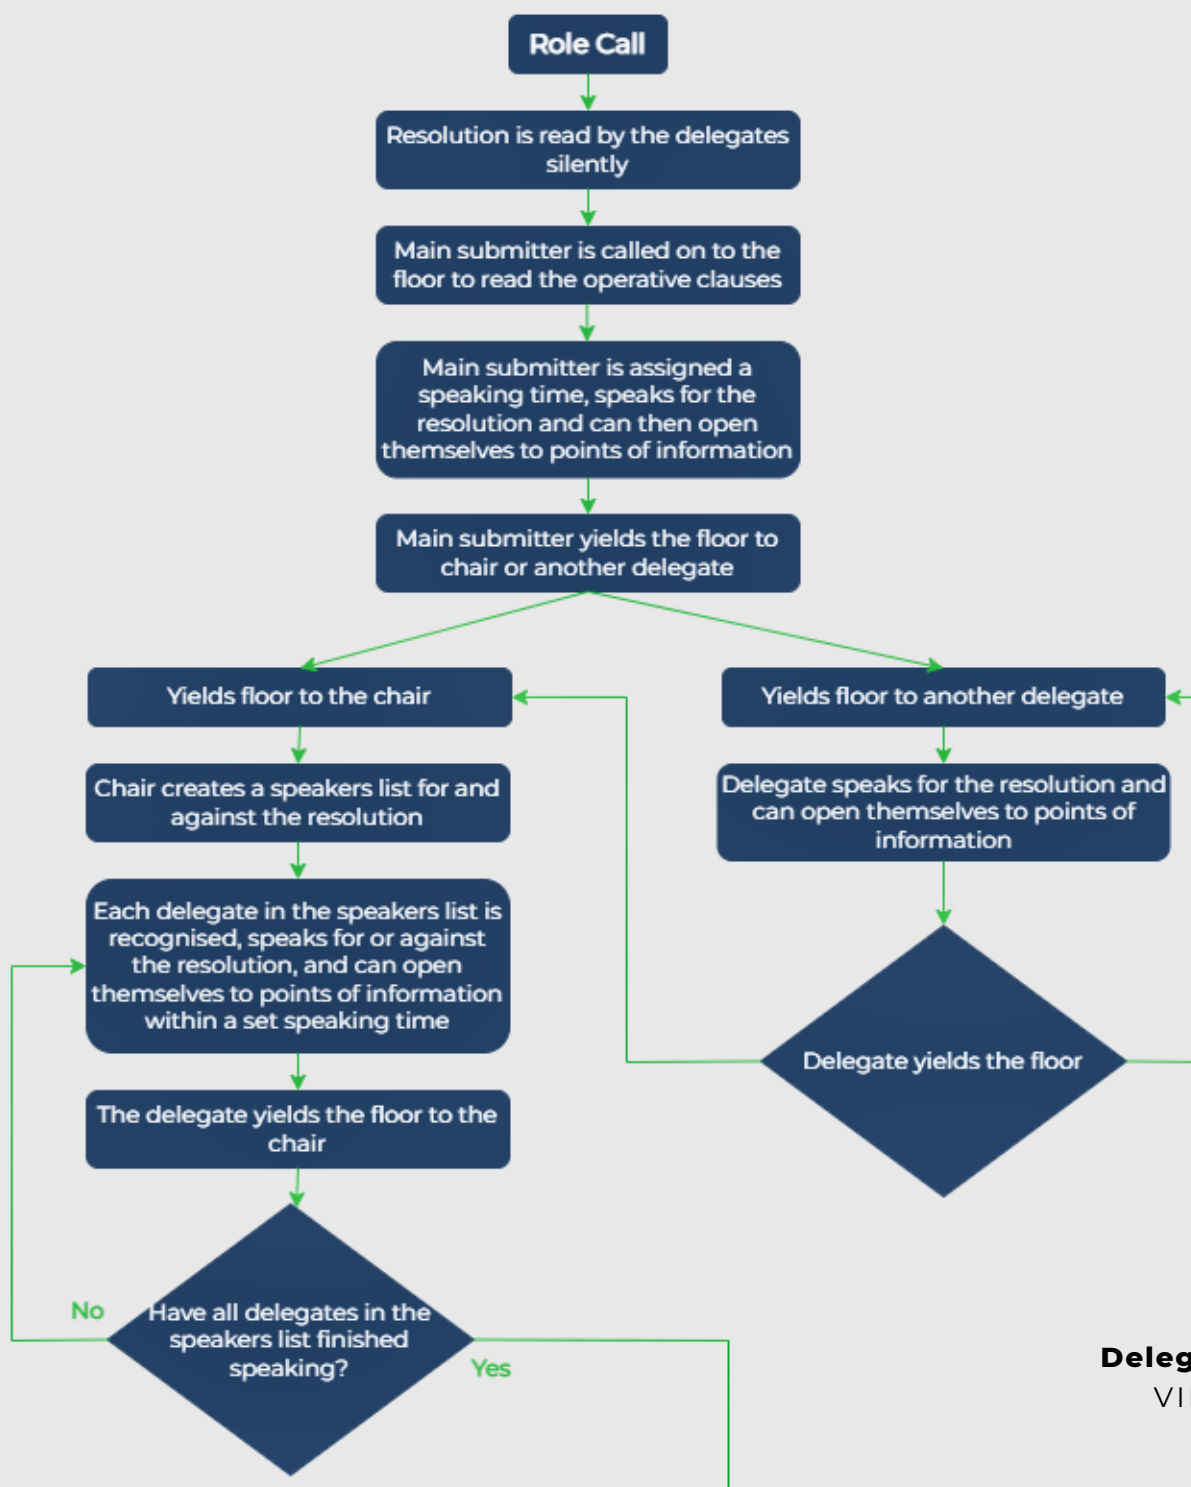 Role Call
Resolution is read by the delegates
silently
Main submitter is called on to the
floor to read the operative clauses
Main submitter is assigned a
speaking time, speaks for the
resolution and can then open
themselves to points of information
Main submitter yields the floor to
chair or another delegate
Yields floor to the chair
Yields floor to another delegate
Chair creates a speakers list for and
against the resolution
Delegate speaks for the resolution and
can open themselves to points of
information
Each delegate in the speakers list is
recognised, speaks for or against
the resolution, and can open
themselves to points of information
within a set speaking time
Delegate yields the floor
The delegate yields the floor to the
chair
No
Have all delegates in the
speakers list finished
speaking?
Yes
Deleg